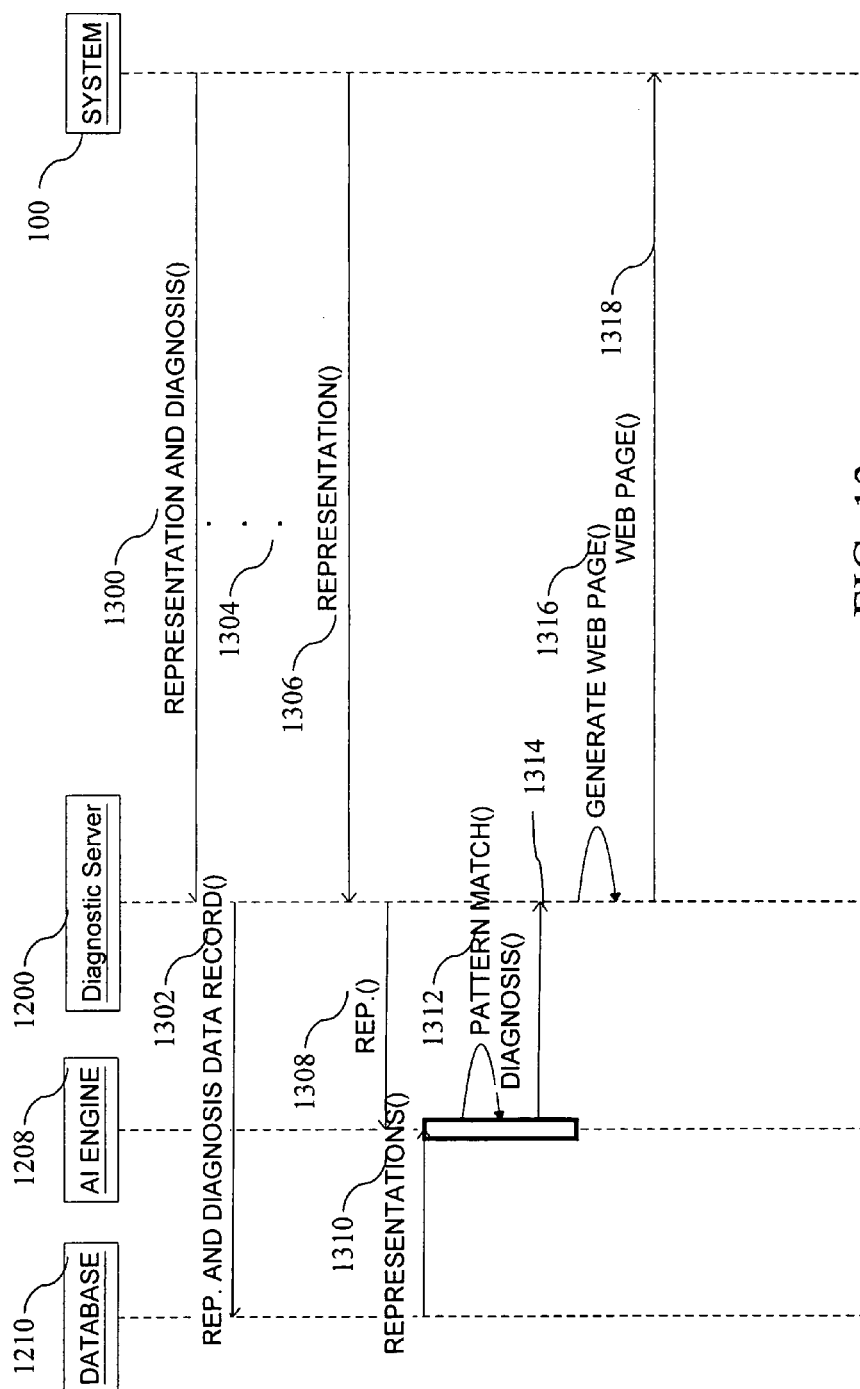 1210
DATABASE
1208
AI ENGINE
1200
Diagnostic Server
100
SYSTEM
1300
REPRESENTATION AND DIAGNOSIS()
1302
REP. AND DIAGNOSIS DATA RECORD()
1304
1306
REPRESENTATION()
1308
REP.()
1310
REPRESENTATIONS()
1312
PATTERN MATCH()
DIAGNOSIS()
1314
1316
GENERATE WEB PAGE()
WEB PAGE()
1318
FIG.